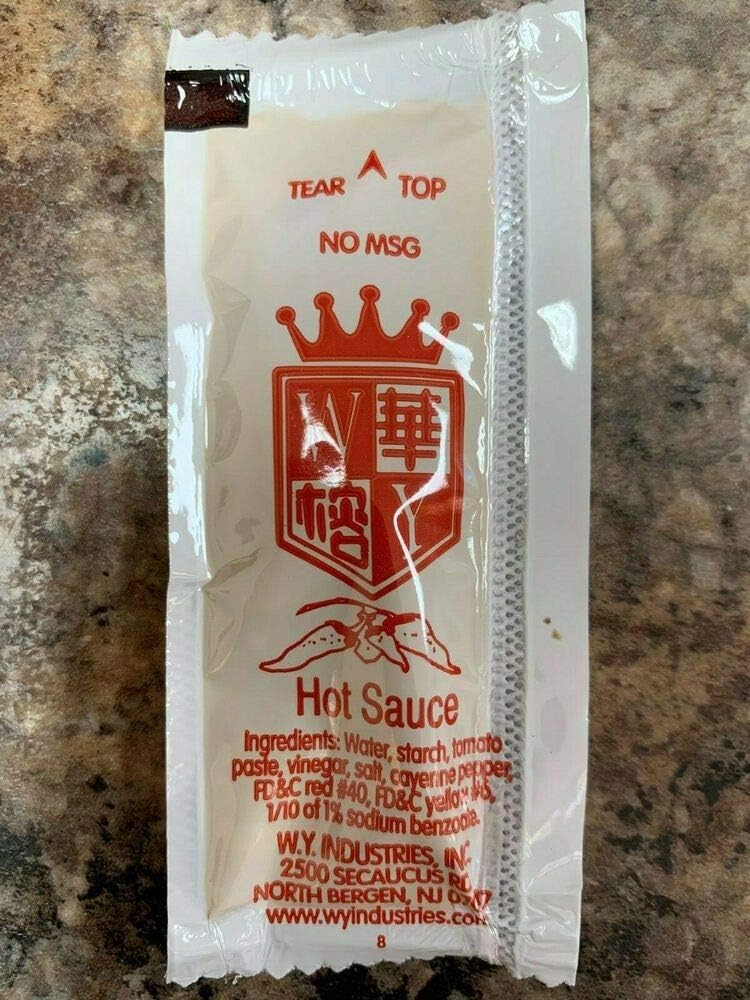 TEAR TOP
NO MSG
W 華
榕 Y
Hot Sauce
Ingredients: Water, starch, tomato
paste, vinegar, salt, cayenne pepper,
FD&C red #40, FD&C yellow #5,
1/10 of 1% sodium benzoate.
W.Y. INDUSTRIES, INC.
2500 SECAUCUS RD
NORTH BERGEN, NJ
www.wyindustries.com
8